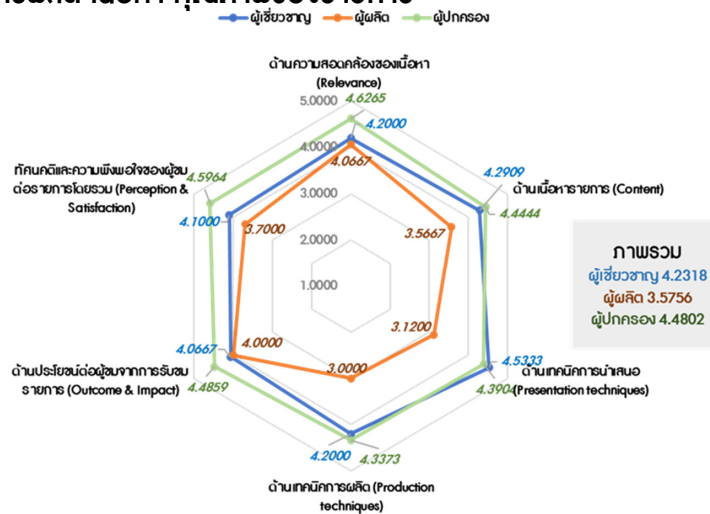 ผู้เชี่ยวชาญ ผู้ผลิต ผู้ปกครอง
ด้านความสอดคล้องของเนื้อหา
(Relevance)
5.0000 4.6265
4.2000
4.0000
4.0667
ทัศนคติและความพึงพอใจของผู้ชม
ต่อรายการโดยรวม (Perception &
Satisfaction)
4.5964
4.1000
3.7000
4.2909
ด้านเนื้อหารายการ (Content)
4.4444
3.5667
3.0000
2.0000
1.0000
ภาพรวม
ผู้เชี่ยวชาญ 4.2318
ผู้ผลิต 3.5756
ผู้ปกครอง 4.4802
3.1200
4.0667
4.0000
ด้านประโยชน์ต่อผู้ชมจากการรับชม
รายการ (Outcome & Impact)
4.4859
3.0000
4.5333
ด้านเทคนิคการนำเสนอ
4.3904 (Presentation techniques)
4.2000
4.3373
ด้านเทคนิคการผลิต (Production
techniques)